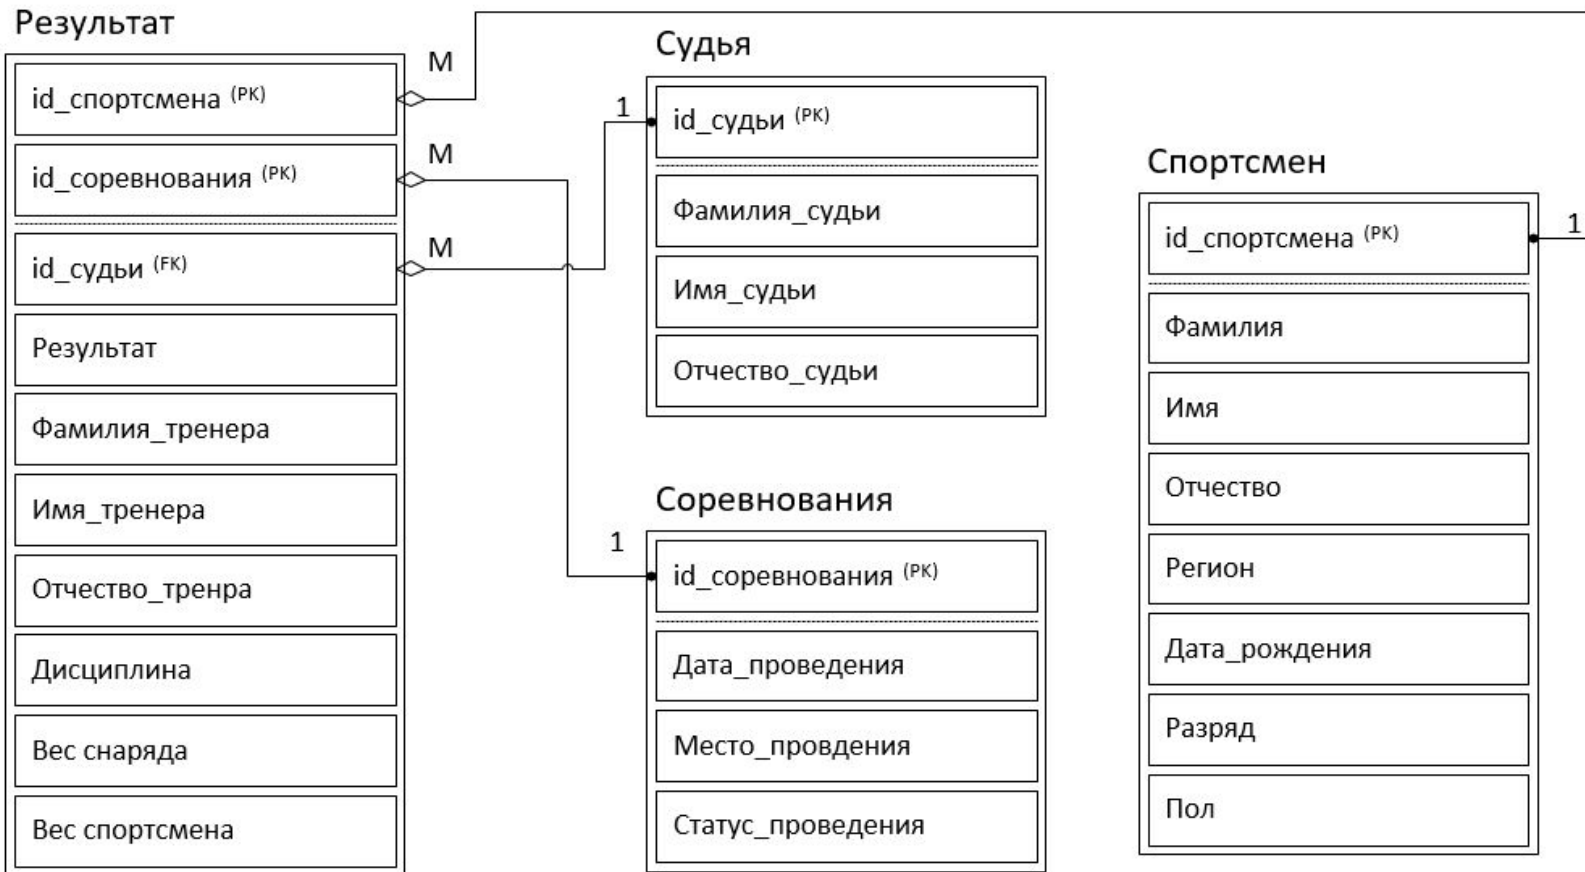 Результат
id_спортсмена (PK)
id_соревнования (PK)
id_судьи (FK)
Результат
Фамилия_тренера
Имя_тренера
Отчество_тренра
Дисциплина
Вес снаряда
Вес спортсмена
М
М
М
Судья
1
id_судьи (PK)
Фамилия_судьи
Имя_судьи
Отчество_судьи
Соревнования
1
id_соревнования (PK)
Дата_проведения
Место_провдения
Статус_проведения
Спортсмен
id_спортсмена (PK)
1
Фамилия
Имя
Отчество
Регион
Дата_рождения
Разряд
Пол